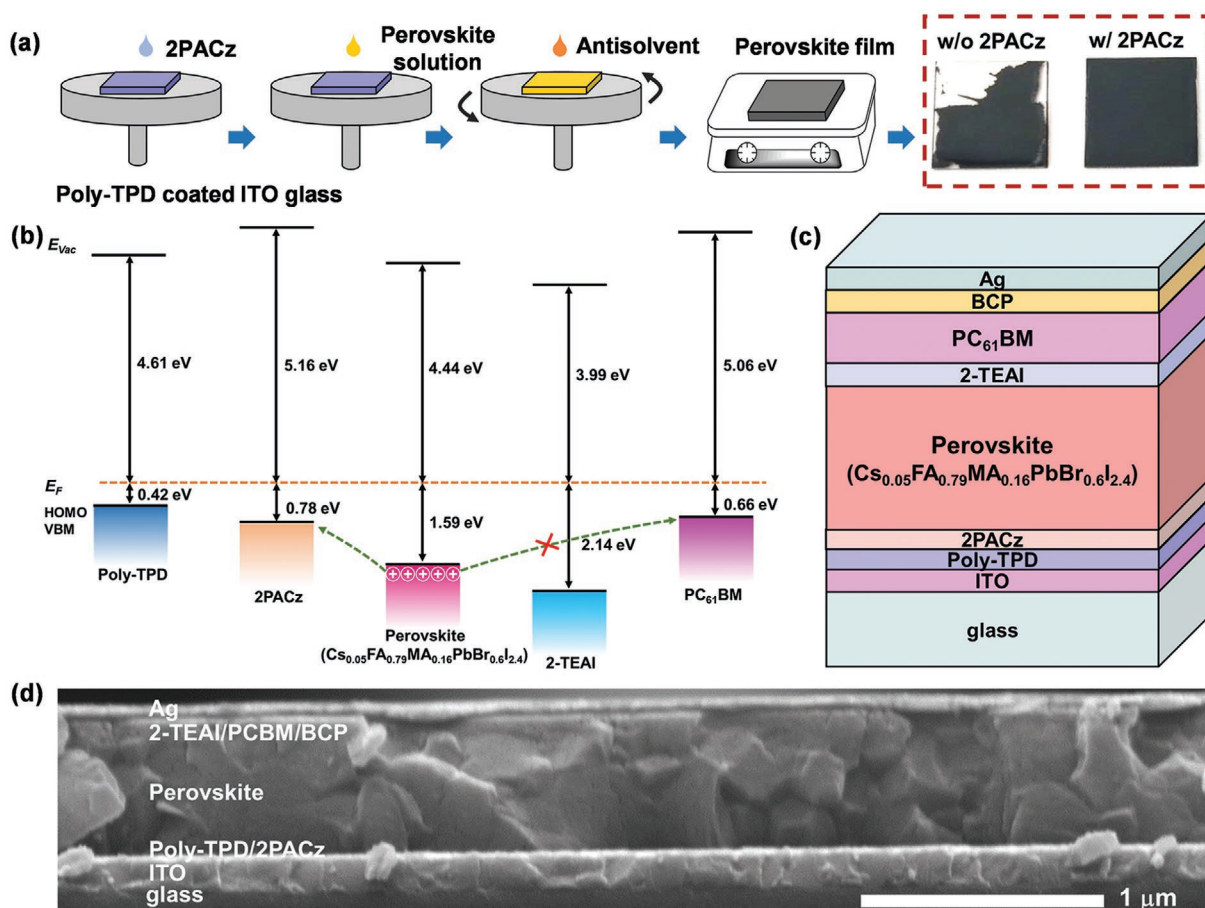 (a)
2PACz
Perovskite
solution
Antisolvent
Perovskite film
w/o 2PACz
w/ 2PACz
Poly-TPD coated ITO glass
(b)
E_Vac
4.61 eV
5.16 eV
4.44 eV
3.99 eV
5.06 eV
E_F
HOMO
VBM
0.42 eV
0.78 eV
1.59 eV
2.14 eV
0.66 eV
Poly-TPD
2PACz
+ + + + +
Perovskite
(Cs₀.₀₅FA₀.₇₉MA₀.₁₆PbBr₀.₆I₂.₄)
2-TEAI
PC₆₁BM
(c)
Ag
BCP
PC₆₁BM
2-TEAI
Perovskite
(Cs₀.₀₅FA₀.₇₉MA₀.₁₆PbBr₀.₆I₂.₄)
2PACz
Poly-TPD
ITO
glass
(d)
Ag
2-TEAI/PCBM/BCP
Perovskite
Poly-TPD/2PACz
ITO
glass
1 μm